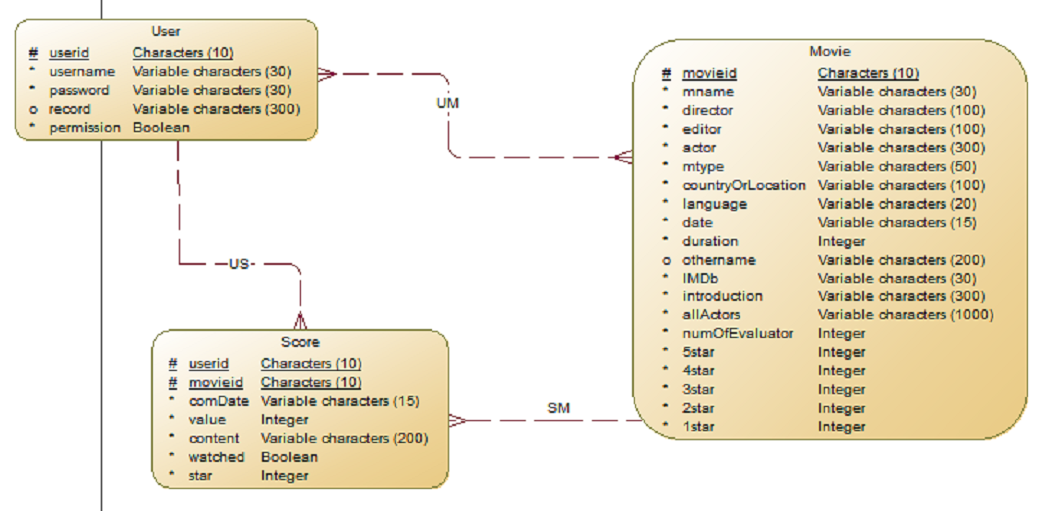 User
# userid Characters (10)
* username Variable characters (30)
* password Variable characters (30)
o record Variable characters (300)
* permission Boolean
UM
Movie
# movieid Characters (10)
* mname Variable characters (30)
* director Variable characters (100)
* editor Variable characters (100)
* actor Variable characters (300)
* mtype Variable characters (50)
* countryOrLocation Variable characters (100)
* language Variable characters (20)
* date Variable characters (15)
* duration Integer
o othername Variable characters (200)
* IMDb Variable characters (30)
* introduction Variable characters (300)
* allActors Variable characters (1000)
* numOfEvaluator Integer
* 5star Integer
* 4star Integer
* 3star Integer
* 2star Integer
* 1star Integer
US
Score
# userid Characters (10)
# movieid Characters (10)
* comDate Variable characters (15)
* value Integer
* content Variable characters (200)
* watched Boolean
* star Integer
SM